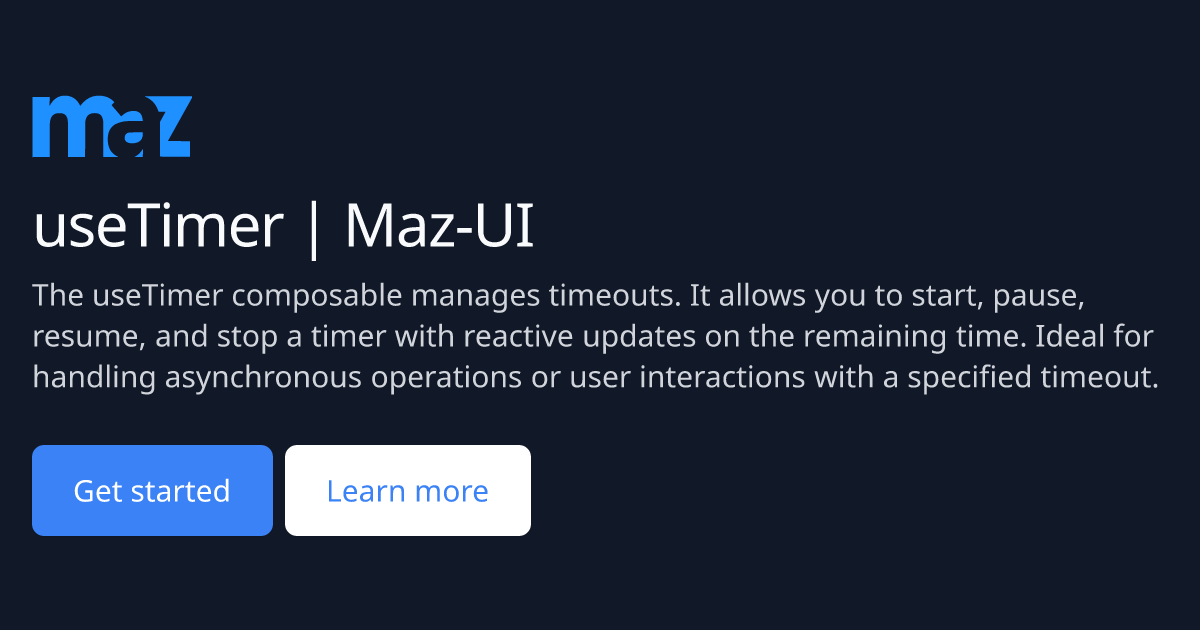 maz
useTimer | Maz-UI
The useTimer composable manages timeouts. It allows you to start, pause,
resume, and stop a timer with reactive updates on the remaining time. Ideal for
handling asynchronous operations or user interactions with a specified timeout.
Get started
Learn more